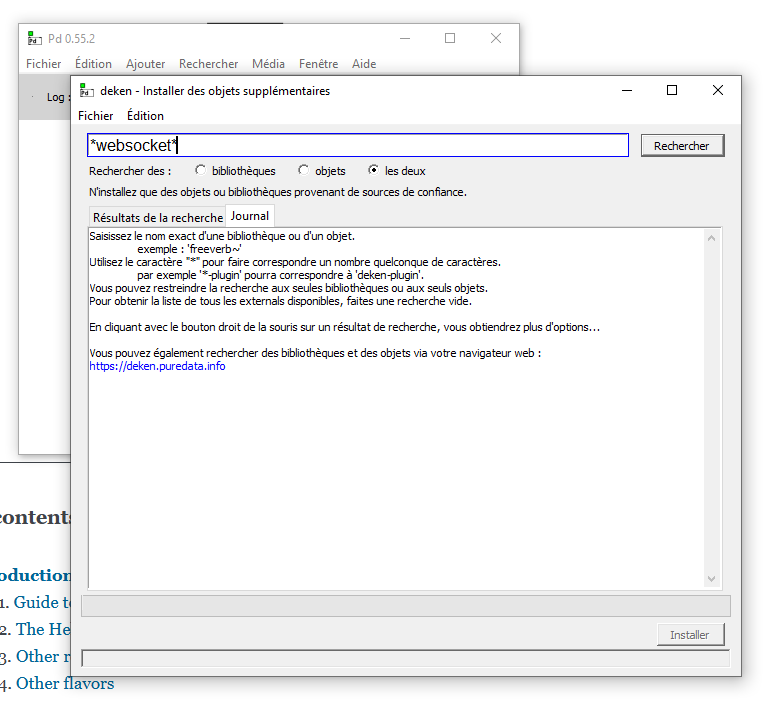 Pd 0.55.2
Fichier Édition Ajouter Rechercher Média Fenêtre Aide
Log :
deken - Installer des objets supplémentaires
Fichier Édition
*websocket*
Rechercher
Rechercher des : bibliothèques objets les deux
N'installez que des objets ou bibliothèques provenant de sources de confiance.
Résultats de la recherche Journal
Saisissez le nom exact d'une bibliothèque ou d'un objet.
exemple : 'freeverb~'
Utilisez le caractère "*" pour faire correspondre un nombre quelconque de caractères.
par exemple '*-plugin' pourra correspondre à 'deken-plugin'.
Vous pouvez restreindre la recherche aux seules bibliothèques ou aux seuls objets.
Pour obtenir la liste de tous les externals disponibles, faites une recherche vide.
En cliquant avec le bouton droit de la souris sur un résultat de recherche, vous obtiendrez plus d'options...
Vous pouvez également rechercher des bibliothèques et des objets via votre navigateur web :
https://deken.puredata.info
Installer
contents
oduction
1. Guide to
2. The He
3. Other r
4. Other flavors